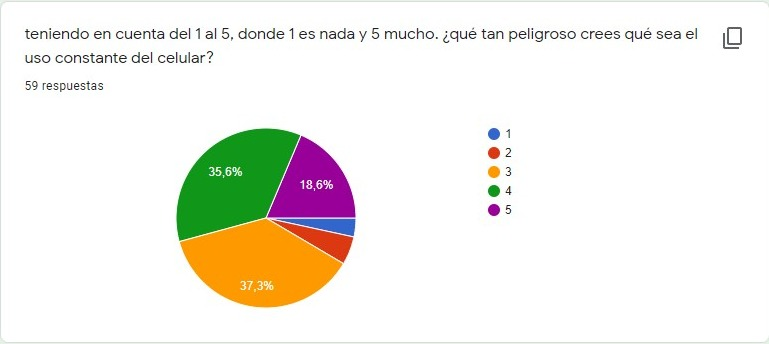 teniendo en cuenta del 1 al 5, donde 1 es nada y 5 mucho. ¿qué tan peligroso crees qué sea el
uso constante del celular?
59 respuestas
35,6%
18,6%
37,3%
1
2
3
4
5